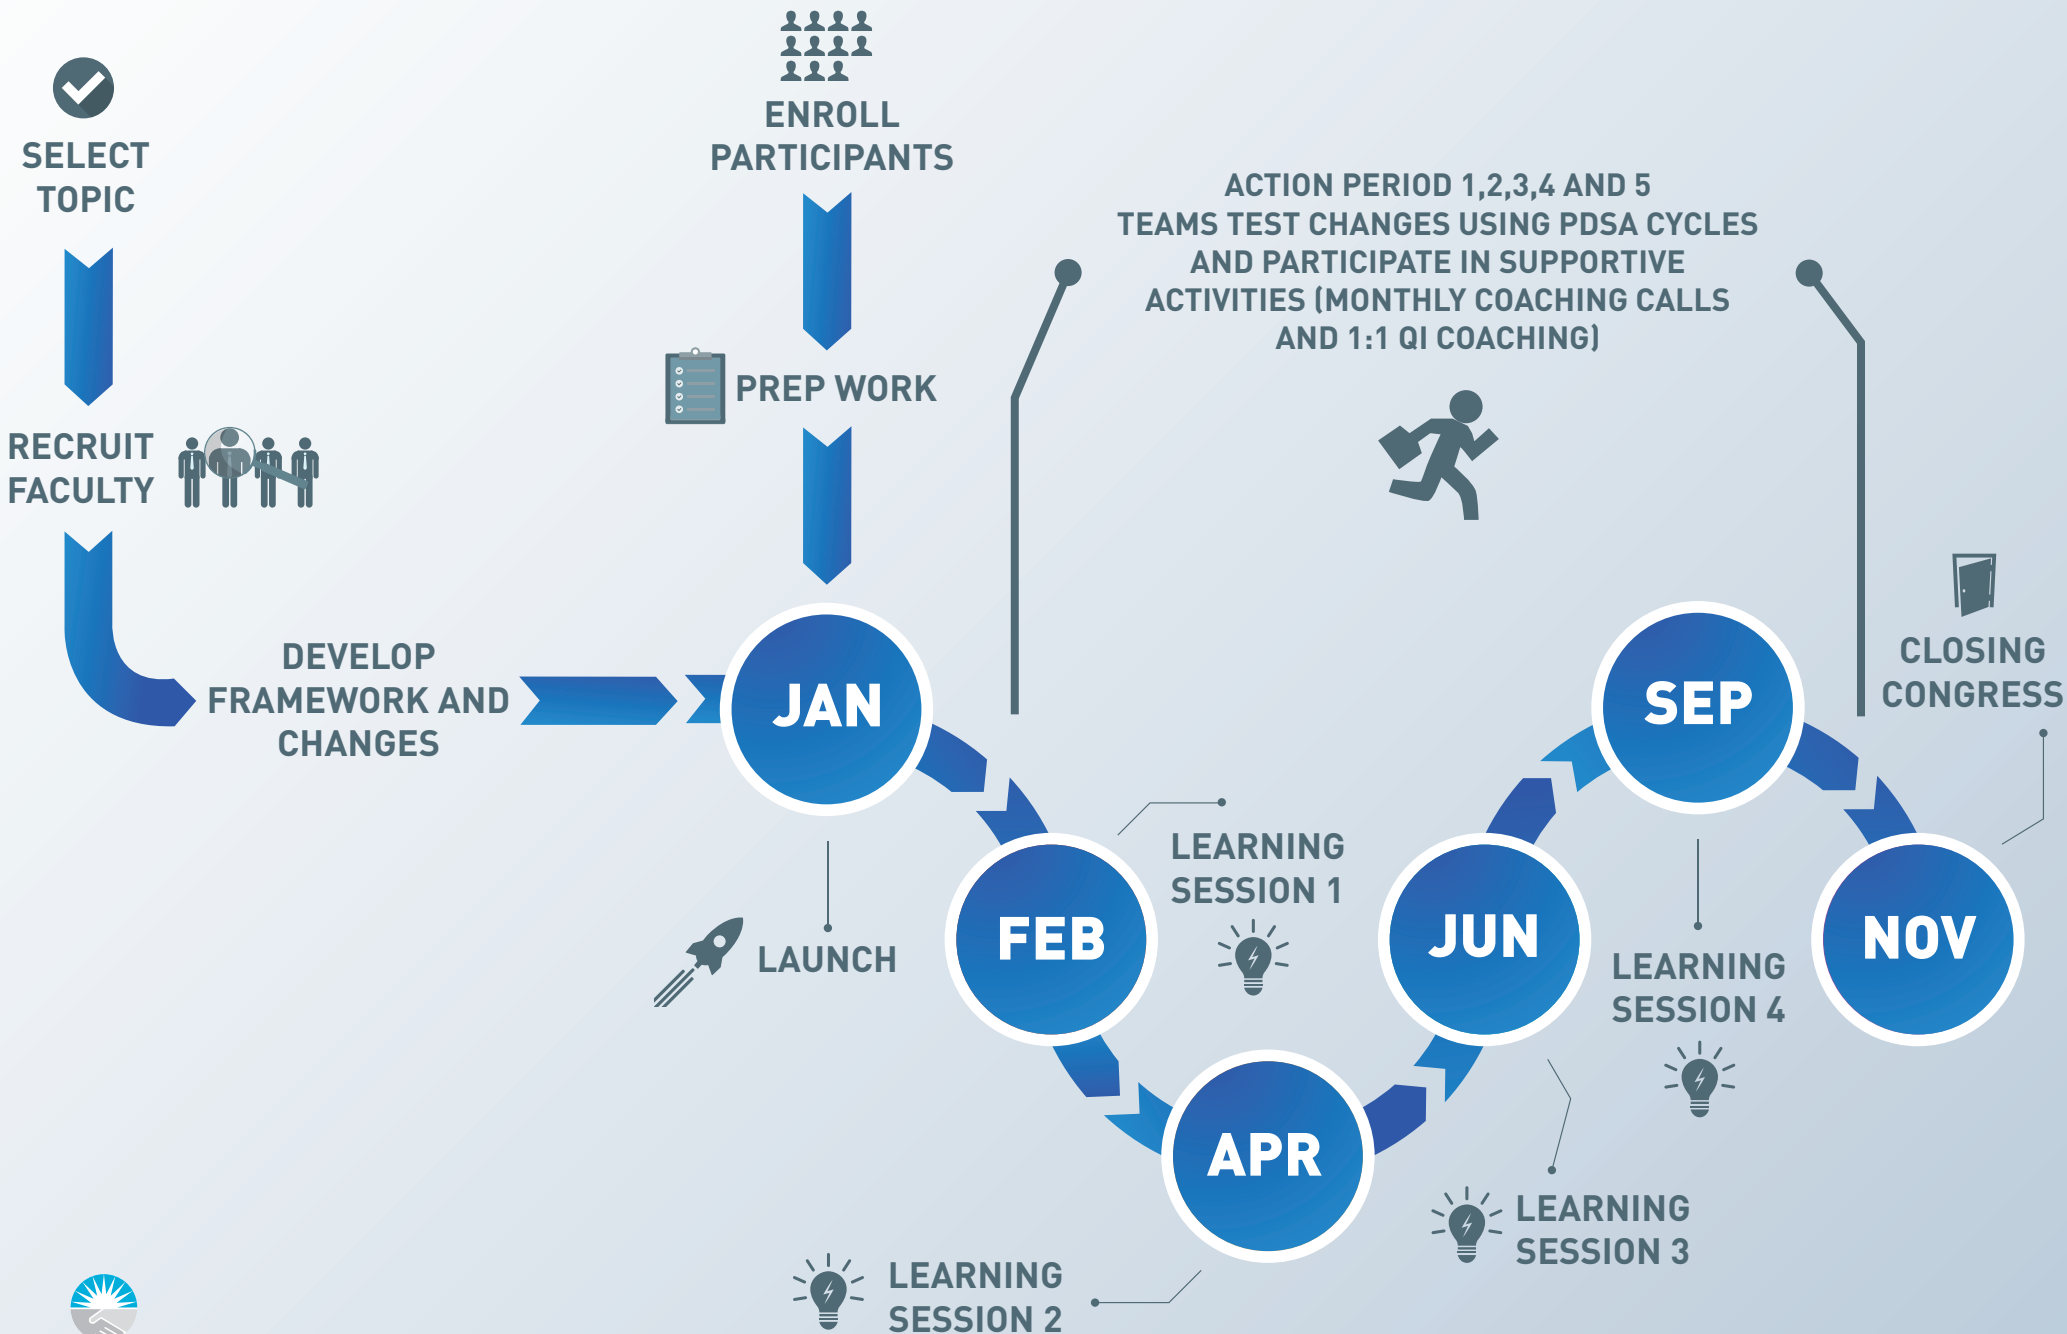 SELECT
TOPIC
RECRUIT
FACULTY
DEVELOP
FRAMEWORK AND
CHANGES
ENROLL
PARTICIPANTS
PREP WORK
ACTION PERIOD 1,2,3,4 AND 5
TEAMS TEST CHANGES USING PDSA CYCLES
AND PARTICIPATE IN SUPPORTIVE
ACTIVITIES (MONTHLY COACHING CALLS
AND 1:1 QI COACHING)
JAN
LAUNCH
FEB
LEARNING
SESSION 1
APR
LEARNING
SESSION 2
JUN
LEARNING
SESSION 3
SEP
LEARNING
SESSION 4
NOV
CLOSING
CONGRESS